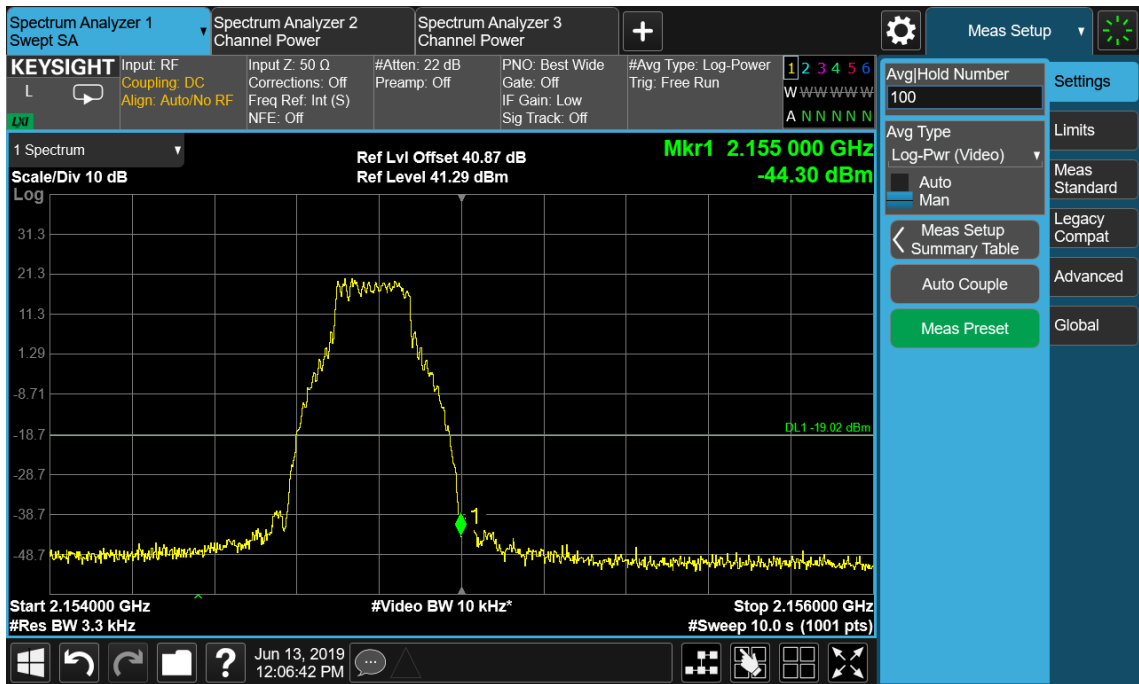 Spectrum Analyzer 1
Swept SA
Spectrum Analyzer 2
Channel Power
Spectrum Analyzer 3
Channel Power
Meas Setup
KEYSIGHT
L
LXI
Input: RF
Coupling: DC
Align: Auto/No RF
Input Z: 50 Ω
Corrections: Off
Freq Ref: Int (S)
NFE: Off
#Atten: 22 dB
Preamp: Off
PNO: Best Wide
Gate: Off
IF Gain: Low
Sig Track: Off
#Avg Type: Log-Power
Trig: Free Run
1 2 3 4 5 6
W W W W W W
A N N N N N
1 Spectrum
Scale/Div 10 dB
Ref Lvl Offset 40.87 dB
Ref Level 41.29 dBm
Mkr1 2.155 000 GHz
-44.30 dBm
Log
31.3
21.3
11.3
1.29
-8.71
-18.7
-28.7
-38.7
-48.7
DL1 -19.02 dBm
1
Start 2.154000 GHz
#Res BW 3.3 kHz
#Video BW 10 kHz*
Stop 2.156000 GHz
#Sweep 10.0 s (1001 pts)
Avg|Hold Number
100
Avg Type
Log-Pwr (Video)
Auto
Man
Meas Setup
Summary Table
Auto Couple
Meas Preset
Settings
Limits
Meas
Standard
Legacy
Compat
Advanced
Global
?
Jun 13, 2019
12:06:42 PM